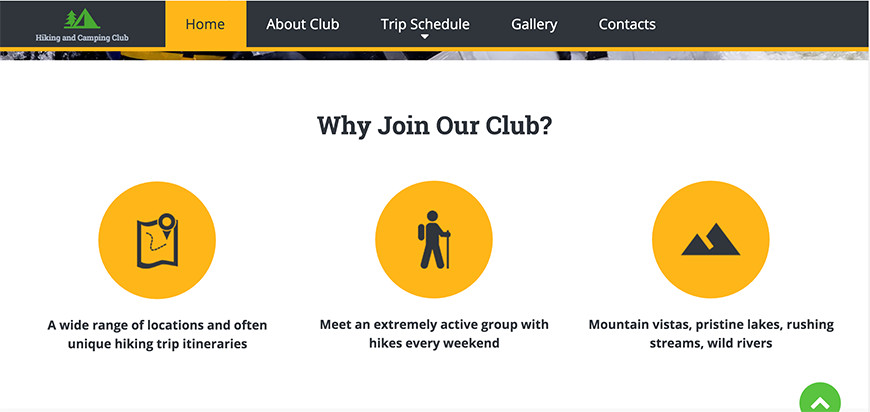 Hiking and Camping Club
Home
About Club
Trip Schedule
Gallery
Contacts
Why Join Our Club?
A wide range of locations and often
unique hiking trip itineraries
Meet an extremely active group with
hikes every weekend
Mountain vistas, pristine lakes, rushing
streams, wild rivers